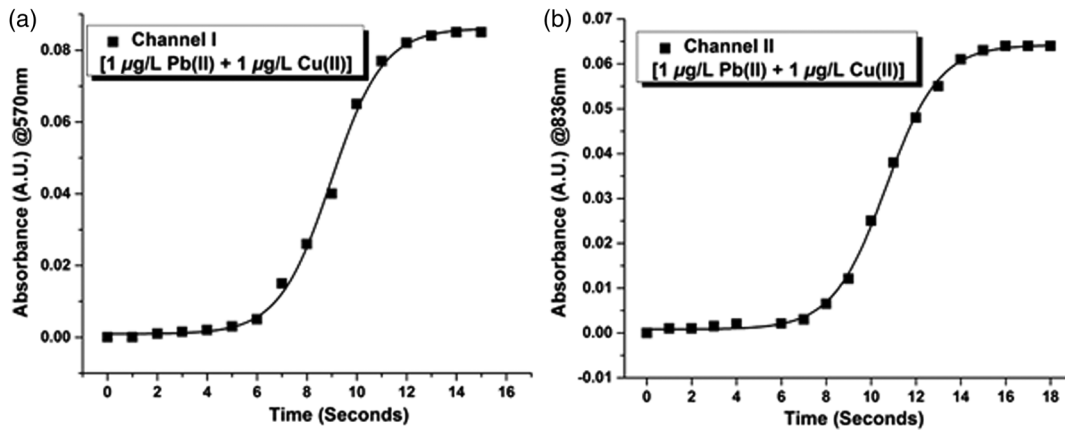 (a)
Channel I
[1 µg/L Pb(II) + 1 µg/L Cu(II)]
Absorbance (A.U.) @570nm
0.08
0.06
0.04
0.02
0.00
0 2 4 6 8 10 12 14 16
Time (Seconds)
(b)
Channel II
[1 µg/L Pb(II) + 1 µg/L Cu(II)]
Absorbance (A.U.) @836nm
0.07
0.06
0.05
0.04
0.03
0.02
0.01
0.00
-0.01
0 2 4 6 8 10 12 14 16 18
Time (Seconds)